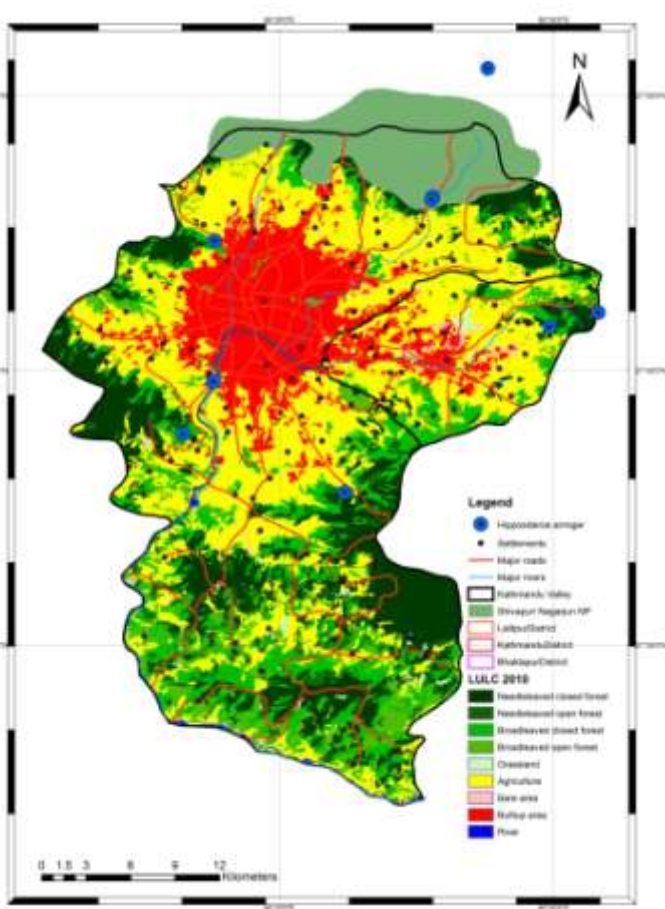 N
Legend
Hipposideros armiger
Settlements
Major roads
Major rivers
Kathmandu Valley
Shivapuri Nagarjun NP
LalitpurDistrict
KathmanduDistrict
BhaktapurDistrict
LULC 2010
Needleleaved closed forest
Needleleaved open forest
Broadleaved closed forest
Broadleaved open forest
Grassland
Agriculture
Bare area
Builtup area
River
0 1.5 3 6 9 12
Kilometers